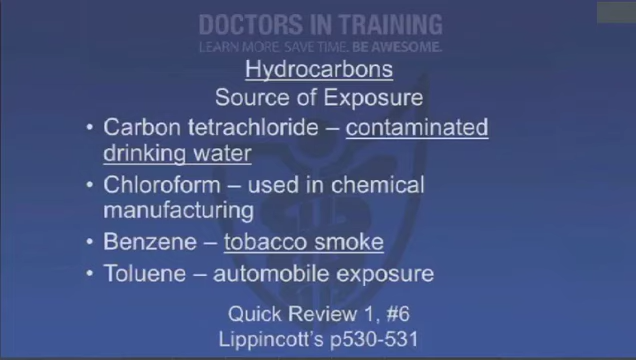 DOCTORS IN TRAINING
LEARN MORE. SAVE TIME. BE AWESOME.
Hydrocarbons
Source of Exposure
• Carbon tetrachloride – contaminated
drinking water
• Chloroform – used in chemical
manufacturing
• Benzene – tobacco smoke
• Toluene – automobile exposure
Quick Review 1, #6
Lippincott's p530-531